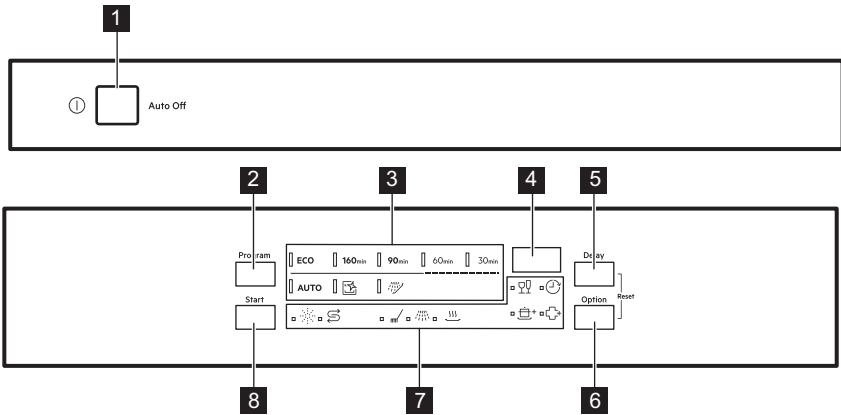 1
Auto Off
2 3 4 5
Program Delay
ECO 160min 90min 60min 30min
AUTO
Start Option Reset
8 7 6